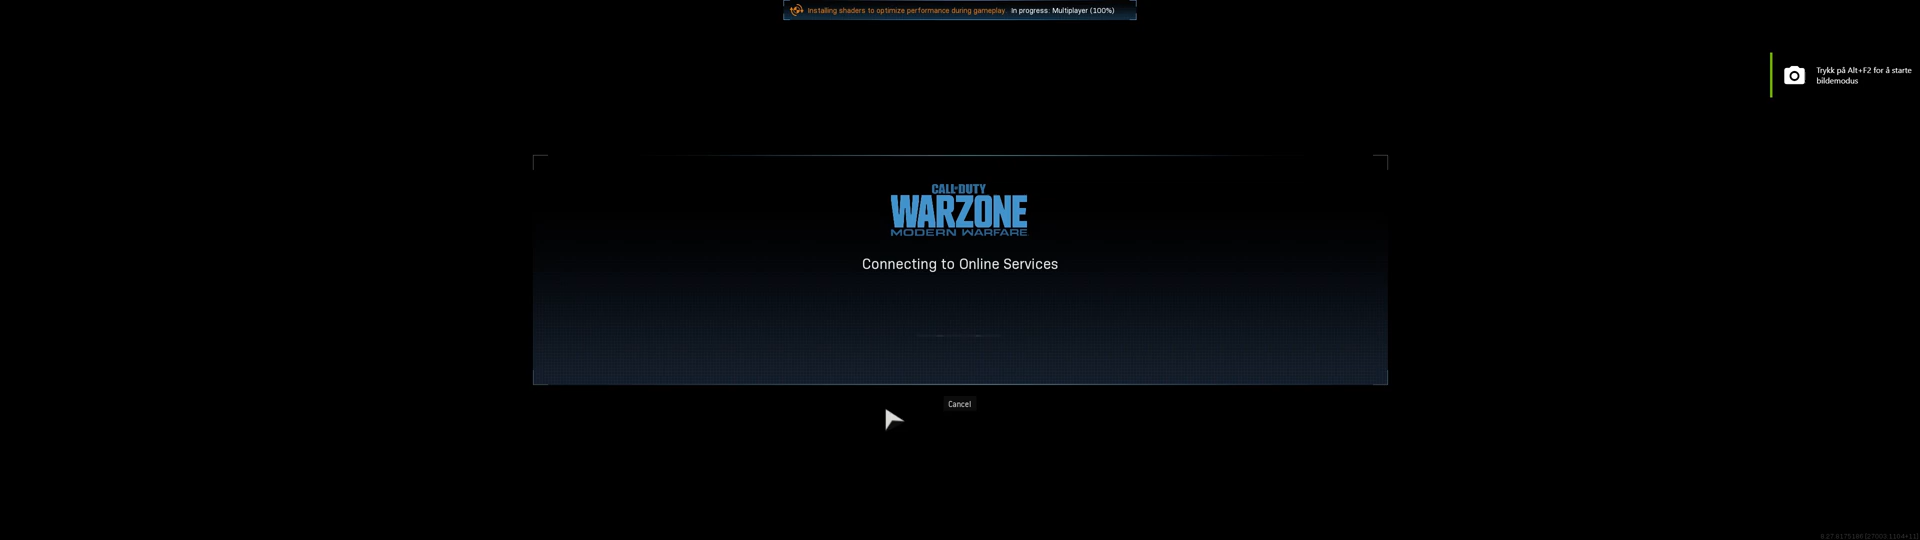 Installing shaders to optimize performance during gameplay. In progress: Multiplayer (100%)
Trykk på Alt+F2 for å starte
bildemodus
CALL OF DUTY
WARZONE
MODERN WARFARE
Connecting to Online Services
Cancel